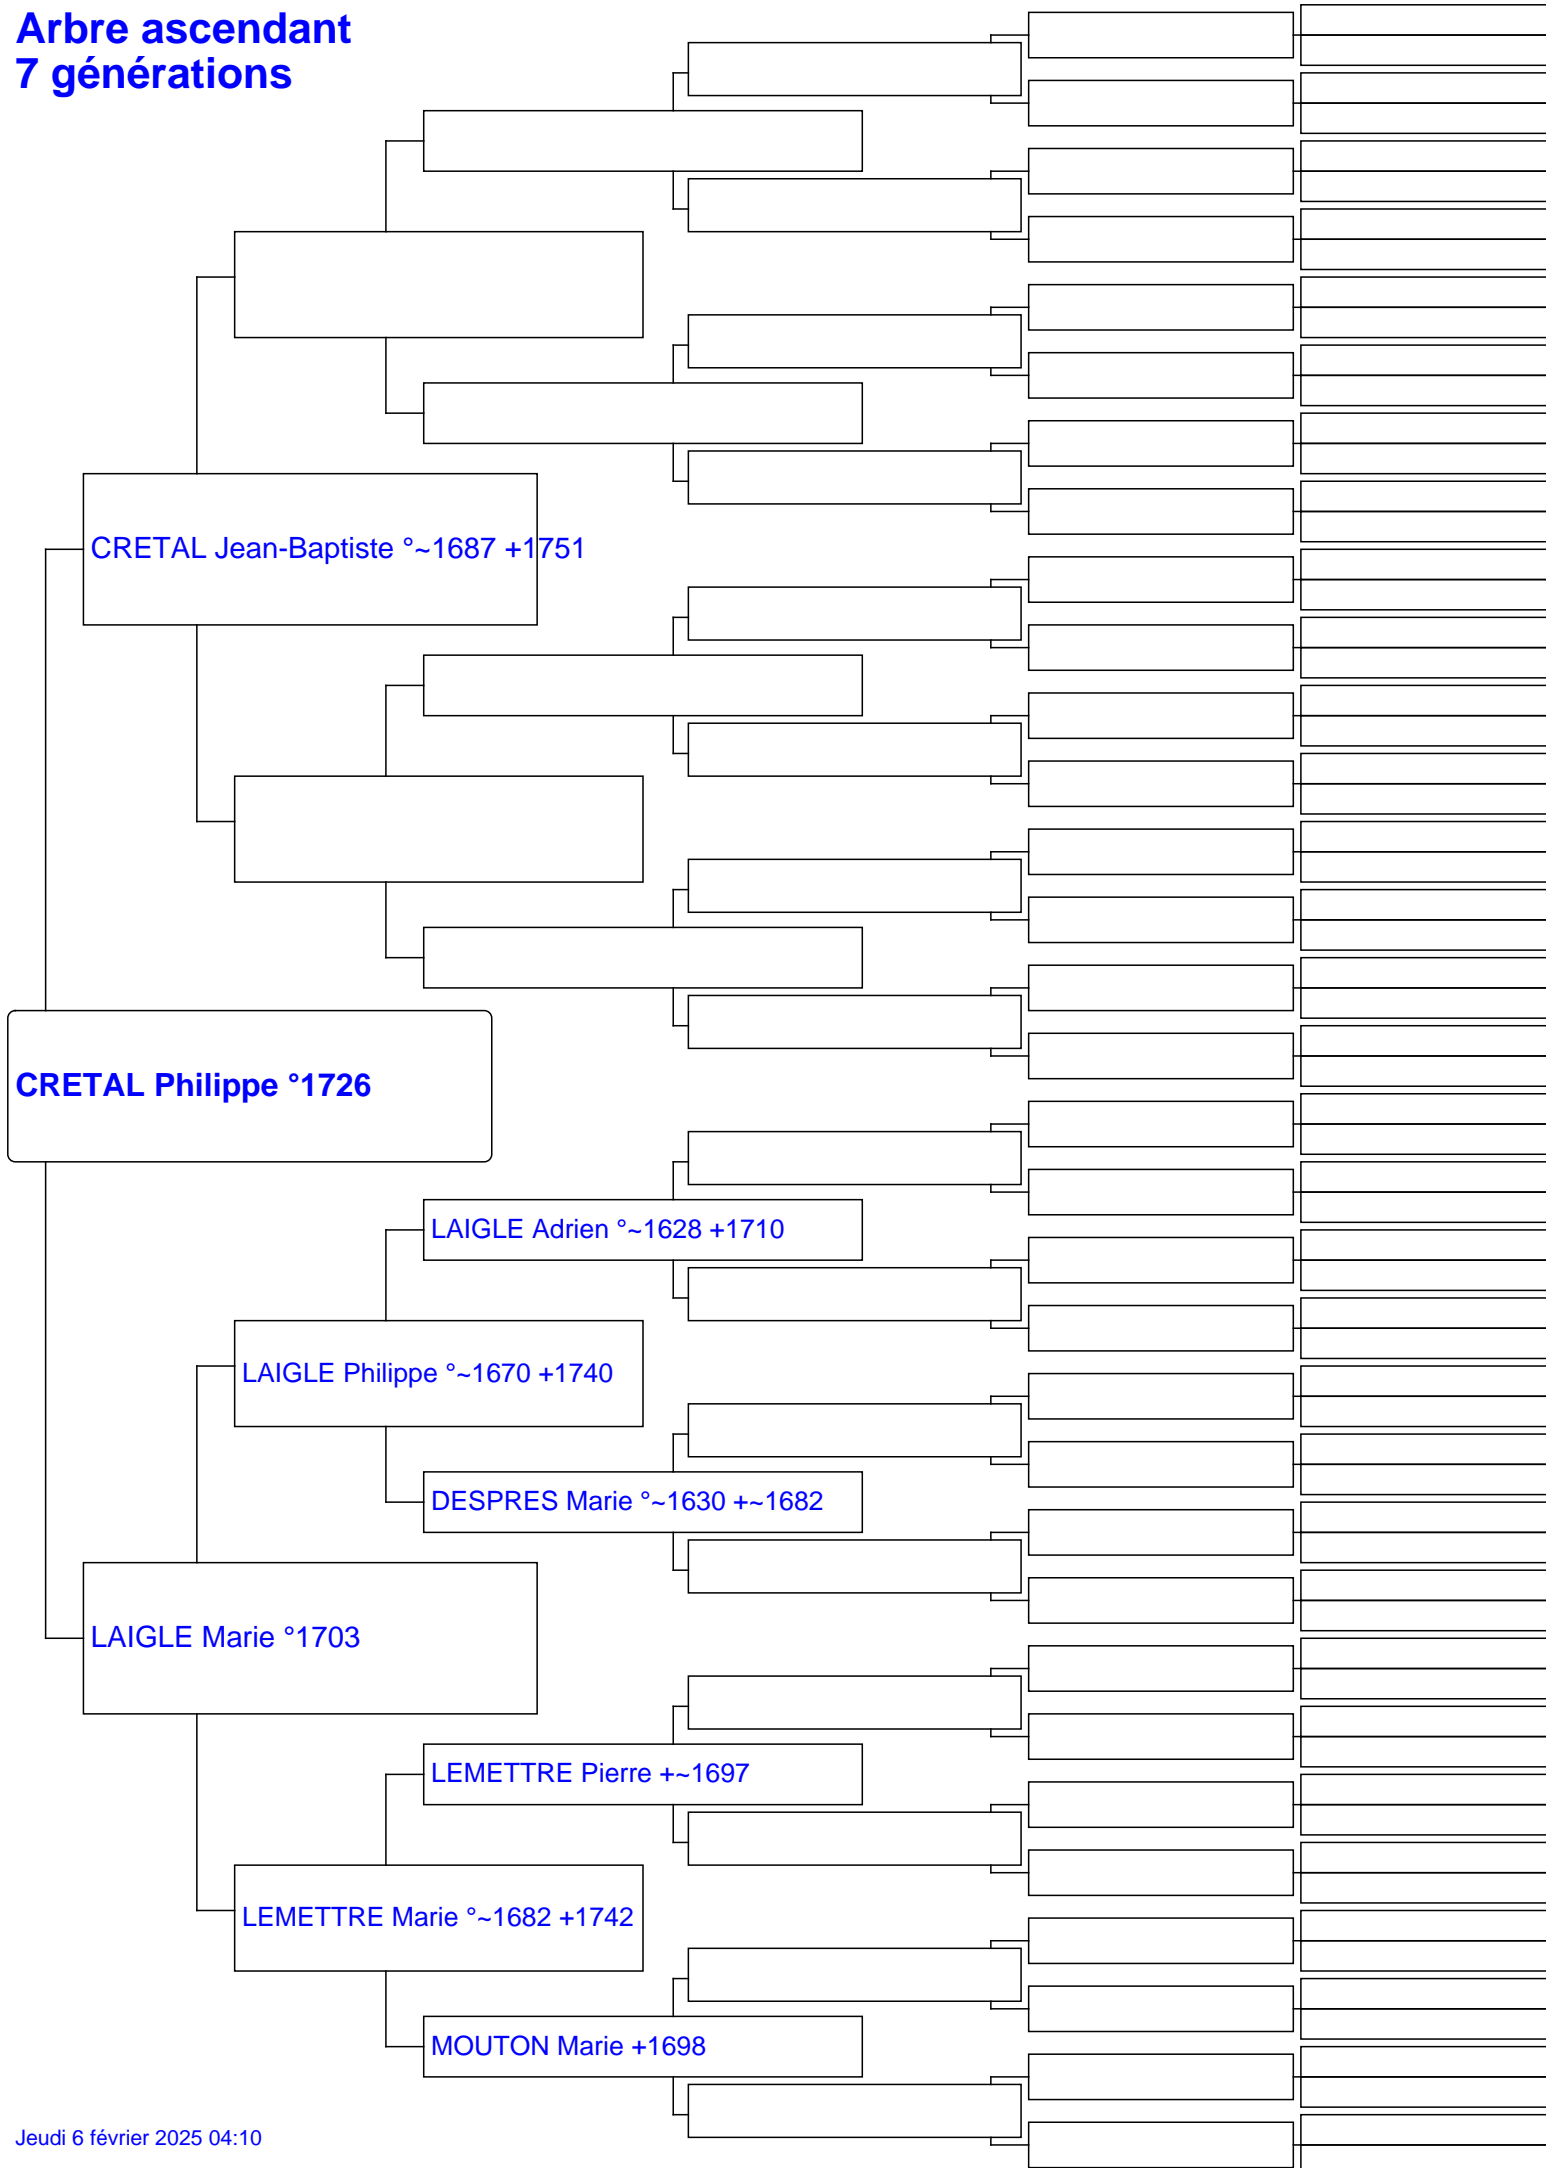 Arbre ascendant
7 générations
CRETAL Jean-Baptiste °~1687 +1751
CRETAL Philippe °1726
LAIGLE Adrien °~1628 +1710
LAIGLE Philippe °~1670 +1740
DESPRES Marie °~1630 +~1682
LAIGLE Marie °1703
LEMETTRE Pierre +~1697
LEMETTRE Marie °~1682 +1742
MOUTON Marie +1698
Jeudi 6 février 2025 04:10